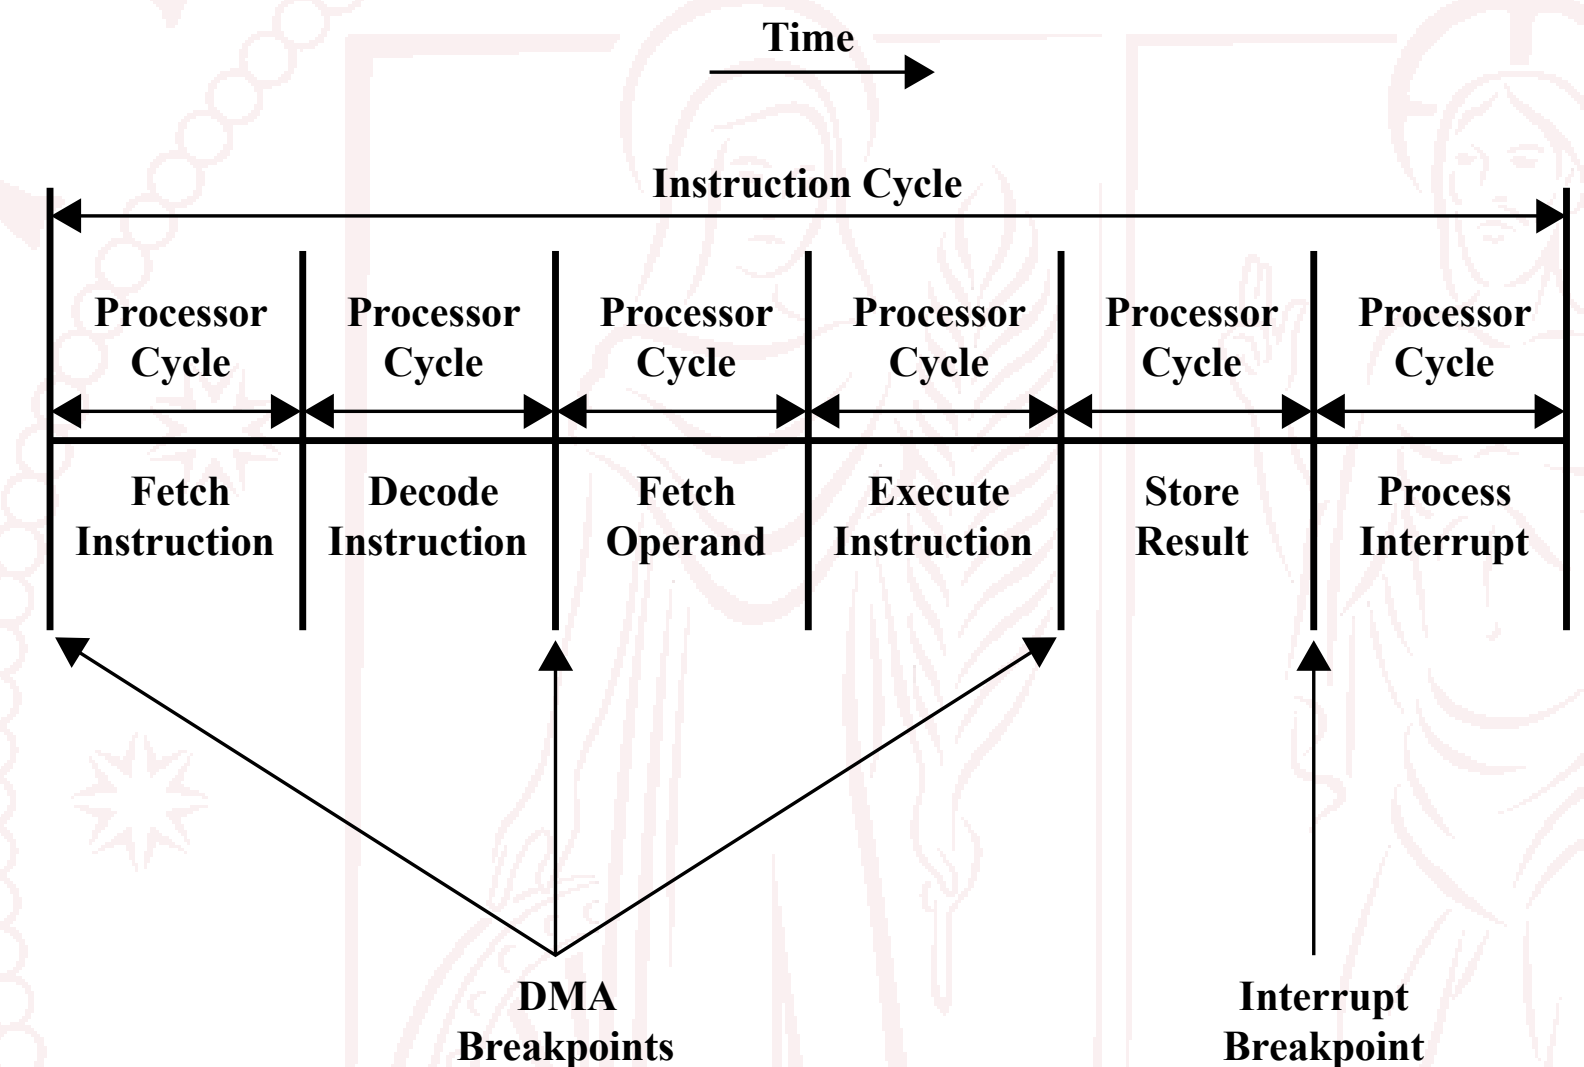 Time
Instruction Cycle
Processor Processor Processor Processor Processor Processor
Cycle Cycle Cycle Cycle Cycle Cycle
Fetch Decode Fetch Execute Store Process
Instruction Instruction Operand Instruction Result Interrupt
DMA Interrupt
Breakpoints Breakpoint